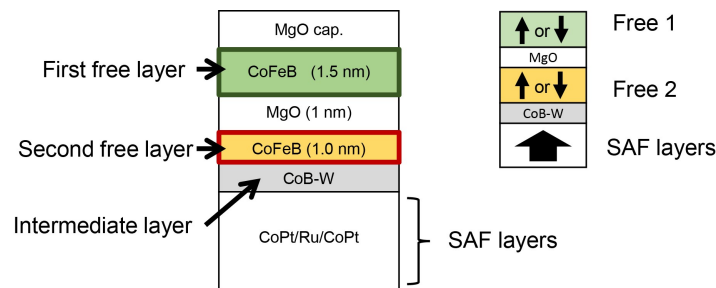 MgO cap.
First free layer
CoFeB (1.5 nm)
MgO (1 nm)
Second free layer
CoFeB (1.0 nm)
CoB-W
Intermediate layer
CoPt/Ru/CoPt
SAF layers
or
Free 1
MgO
or
Free 2
CoB-W
SAF layers